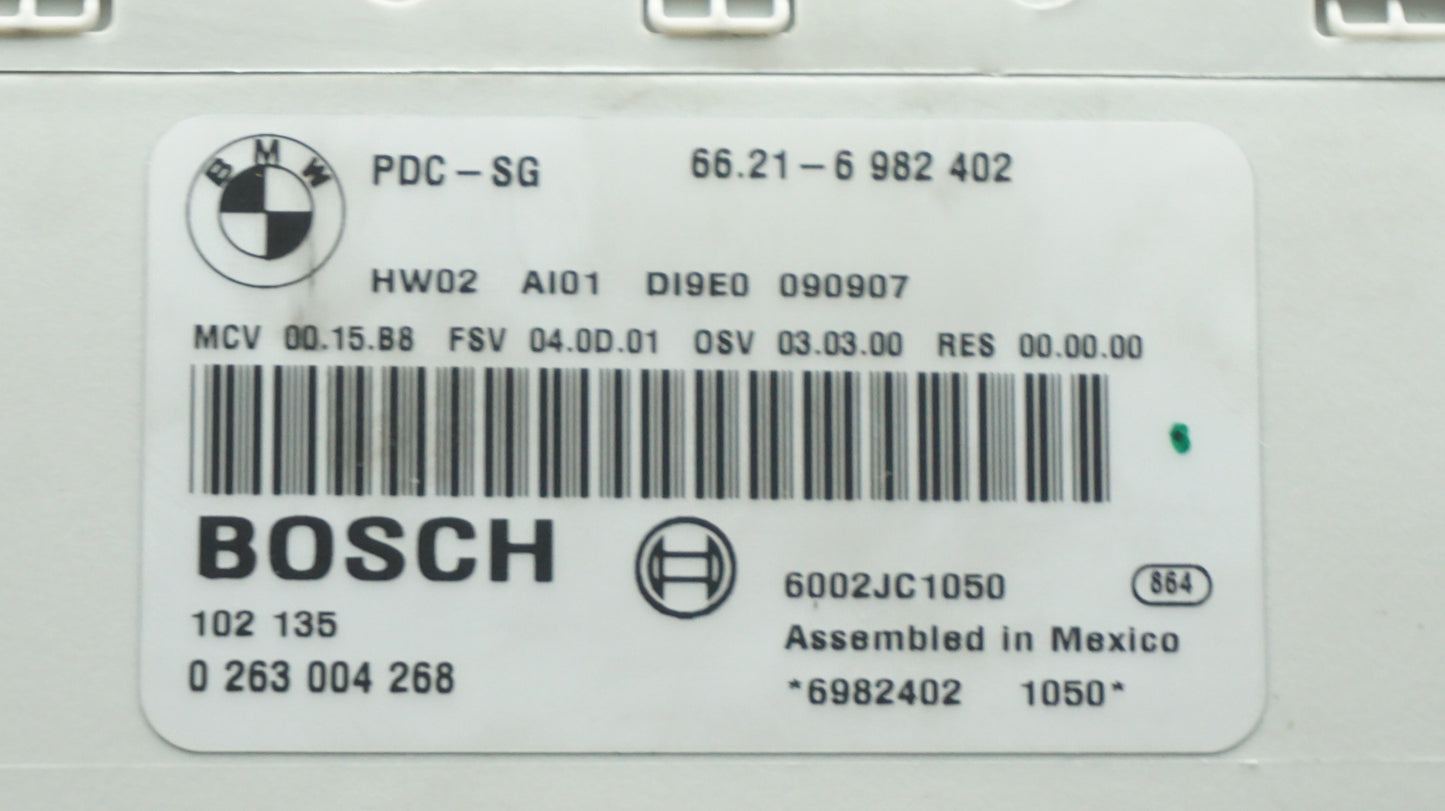 BMW
PDC-SG 66.21-6 982 402
HW02 AI01 DI9E0 090907
MCV 00.15.B8 FSV 04.0D.01 OSV 03.03.00 RES 00.00.00
BOSCH
102 135
0 263 004 268
6002JC1050 864
Assembled in Mexico
*6982402 1050*